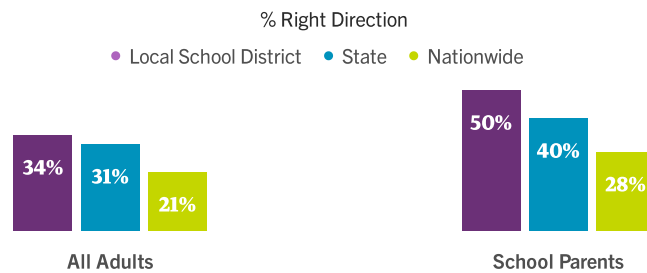 % Right Direction
Local School District State Nationwide
34% 31% 21%
50% 40% 28%
All Adults
School Parents